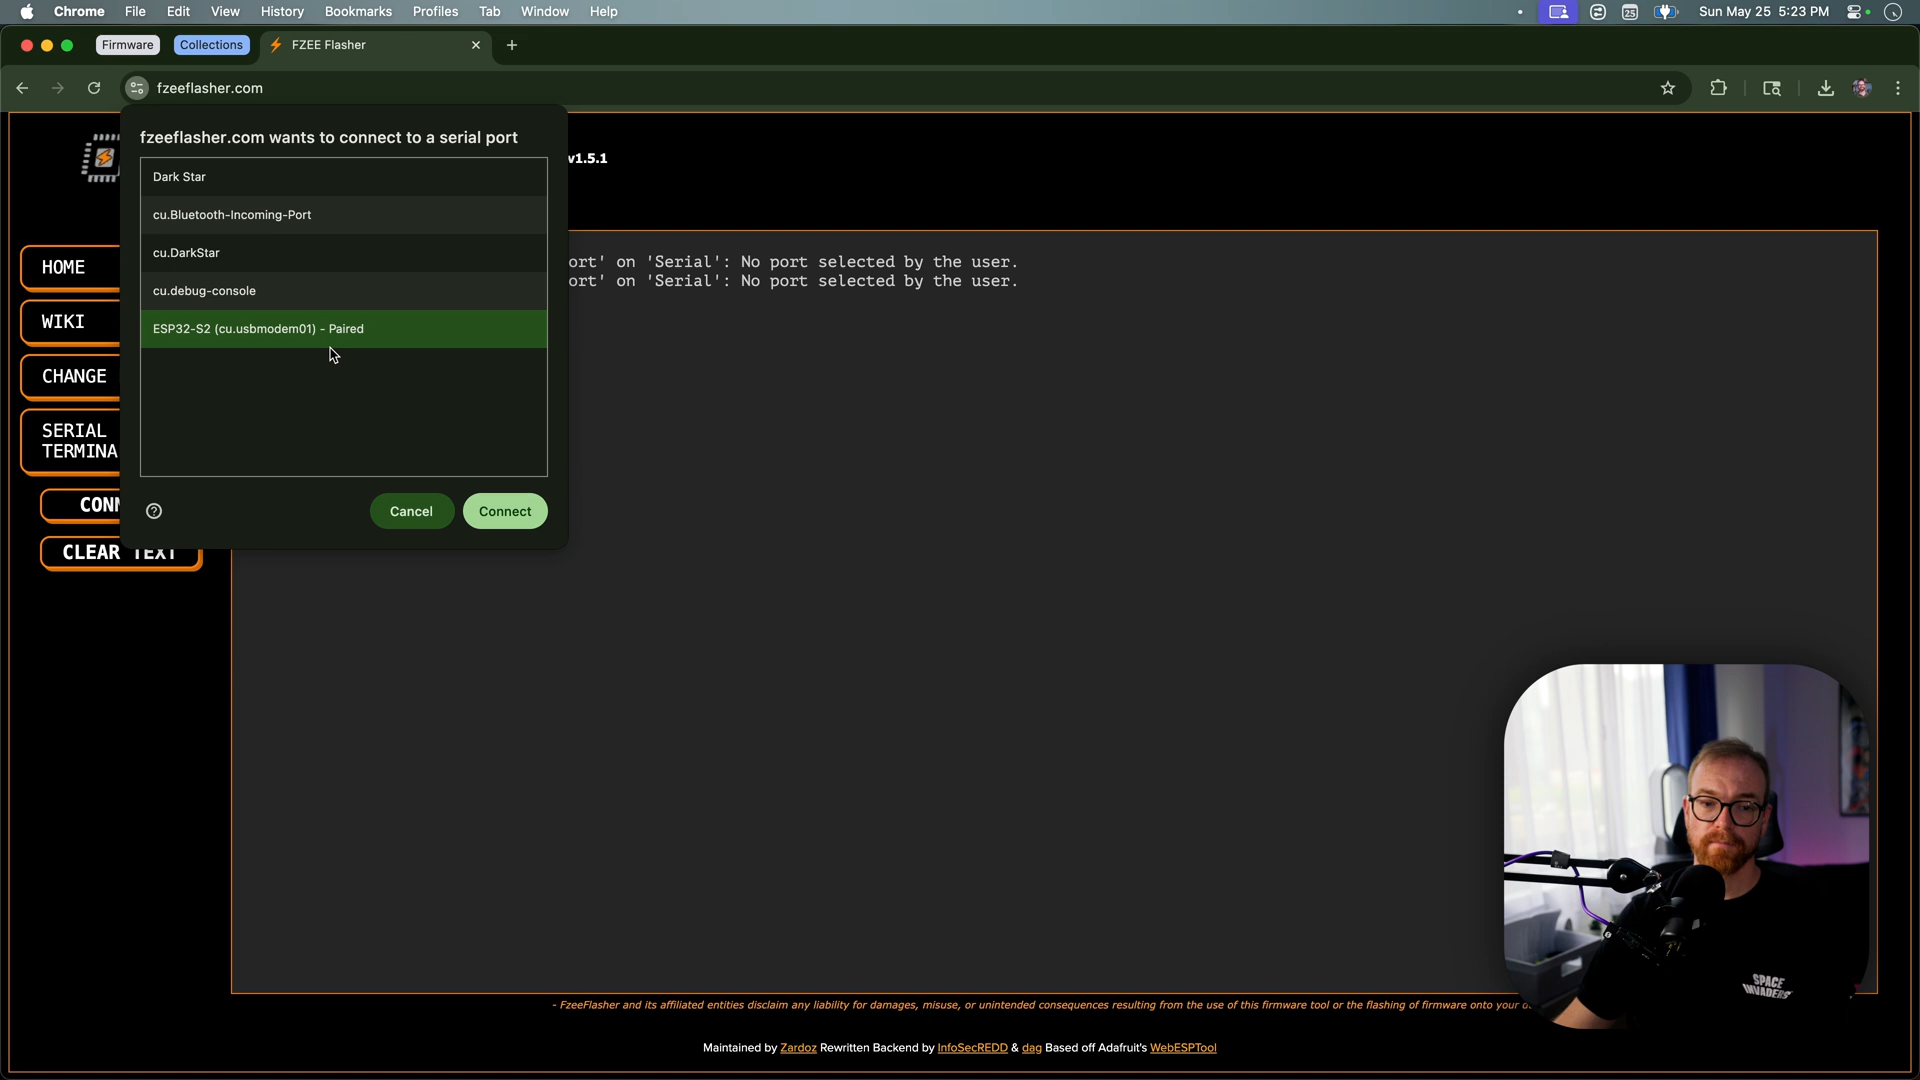 Chrome File Edit View History Bookmarks Profiles Tab Window Help 25 Sun May 25 5:23 PM
Firmware Collections FZEE Flasher
fzeeflasher.com
fzeeflasher.com wants to connect to a serial port
v1.5.1
Dark Star
cu.Bluetooth-Incoming-Port
cu.DarkStar
cu.debug-console
ESP32-S2 (cu.usbmodem01) - Paired
Cancel Connect
ort' on 'Serial': No port selected by the user.
ort' on 'Serial': No port selected by the user.
HOME
WIKI
CHANGE
SERIAL
TERMINA
CONN
CLEAR TEXT
SPACE
INVADERS
- FzeeFlasher and its affiliated entities disclaim any liability for damages, misuse, or unintended consequences resulting from the use of this firmware tool or the flashing of firmware onto your
Maintained by Zardoz Rewritten Backend by InfoSecREDD & dag Based off Adafruit's WebESPTool